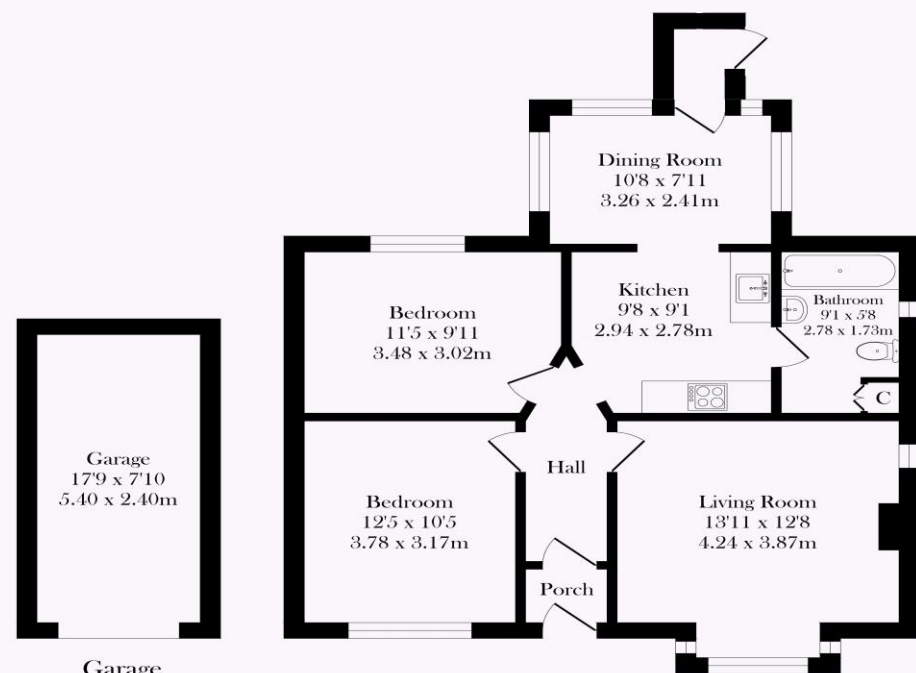 Dining Room
10'8 x 7'11
3.26 x 2.41m
Kitchen
9'8 x 9'1
2.94 x 2.78m
Bathroom
9'1 x 5'8
2.78 x 1.73m
C
Bedroom
11'5 x 9'11
3.48 x 3.02m
Garage
17'9 x 7'10
5.40 x 2.40m
Garage
Bedroom
12'5 x 10'5
3.78 x 3.17m
Hall
Porch
Living Room
13'11 x 12'8
4.24 x 3.87m